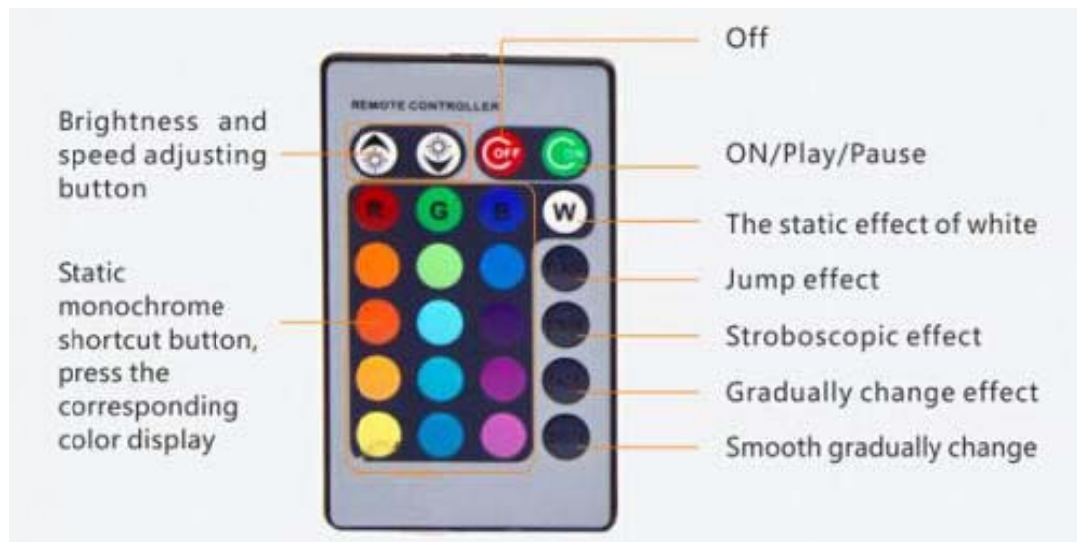 Off
REMOTE CONTROLLER
Brightness and
speed adjusting
button
OFF
ON
ON/Play/Pause
R
G
B
W
The static effect of white
Static
monochrome
shortcut button,
press the
corresponding
color display
Jump effect
Stroboscopic effect
Gradually change effect
Smooth gradually change